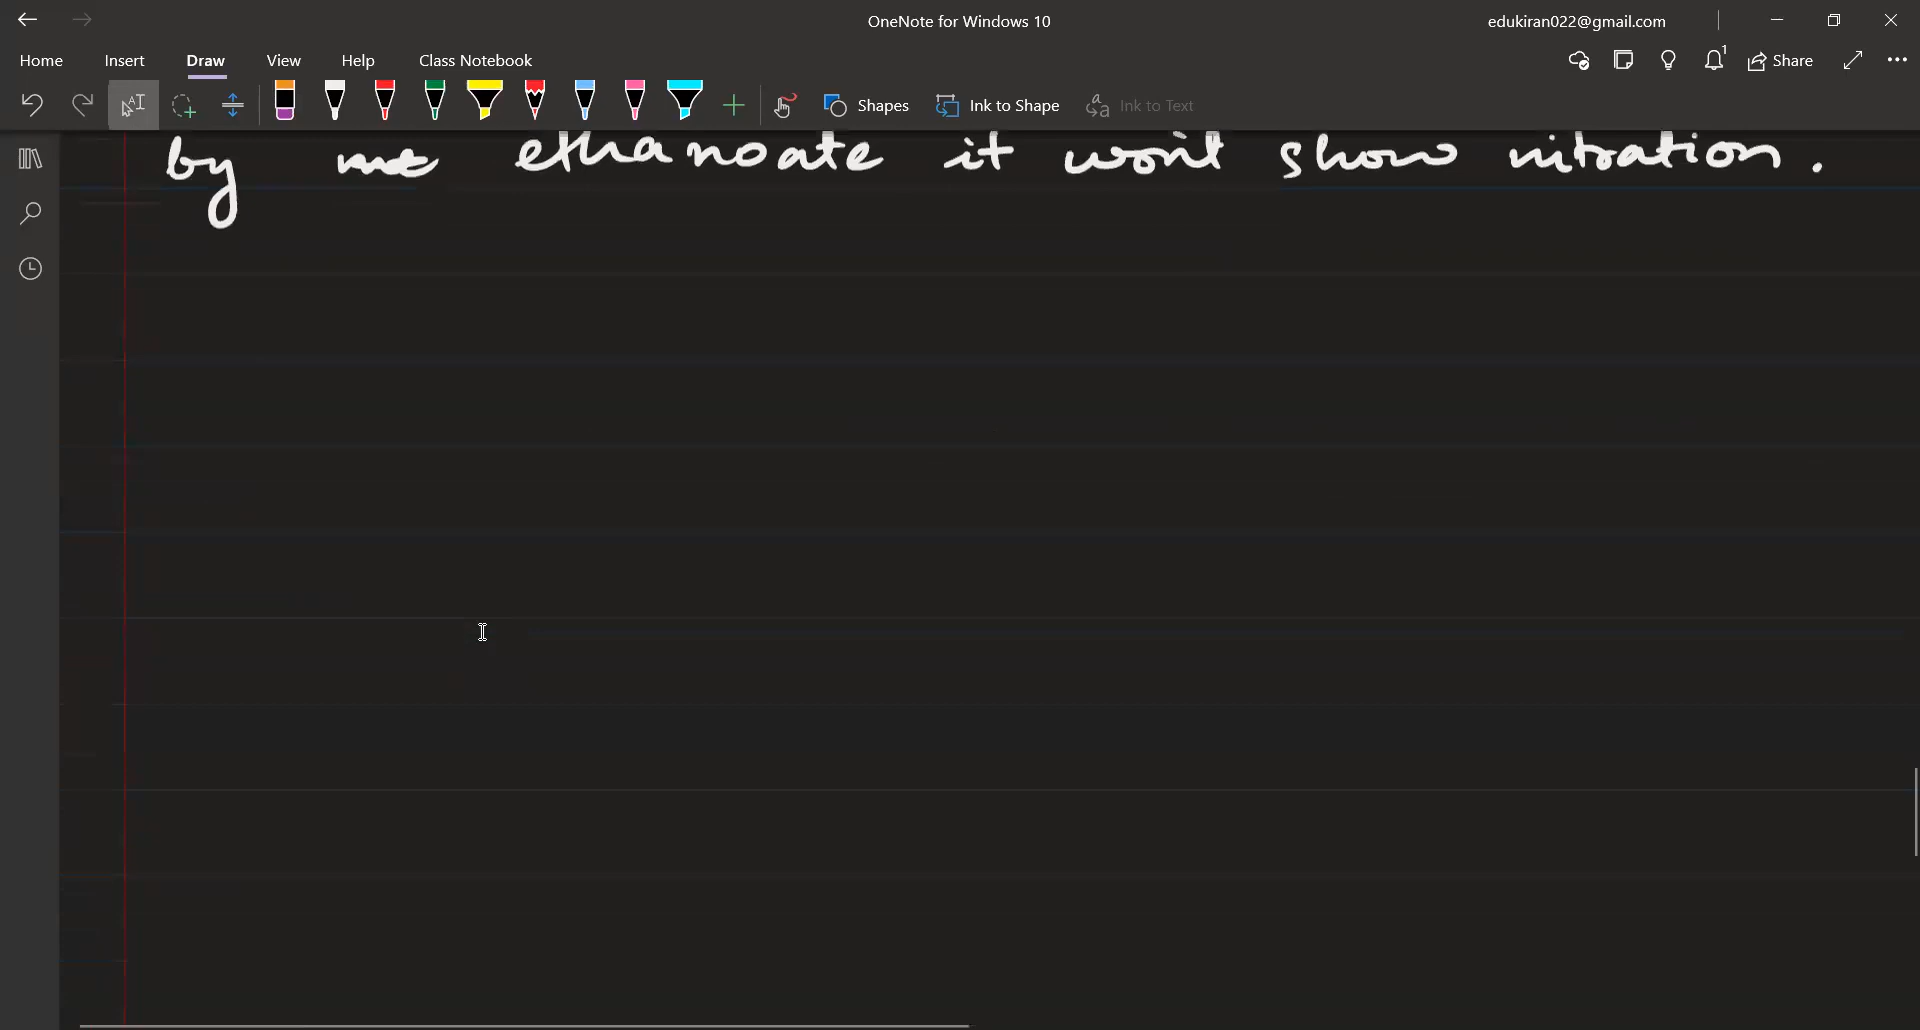 OneNote for Windows 10
edukiran022@gmail.com
Home Insert Draw View Help Class Notebook
1
Share
Shapes
Ink to Shape
Ink to Text
by me ethanoate it won't show nitration.